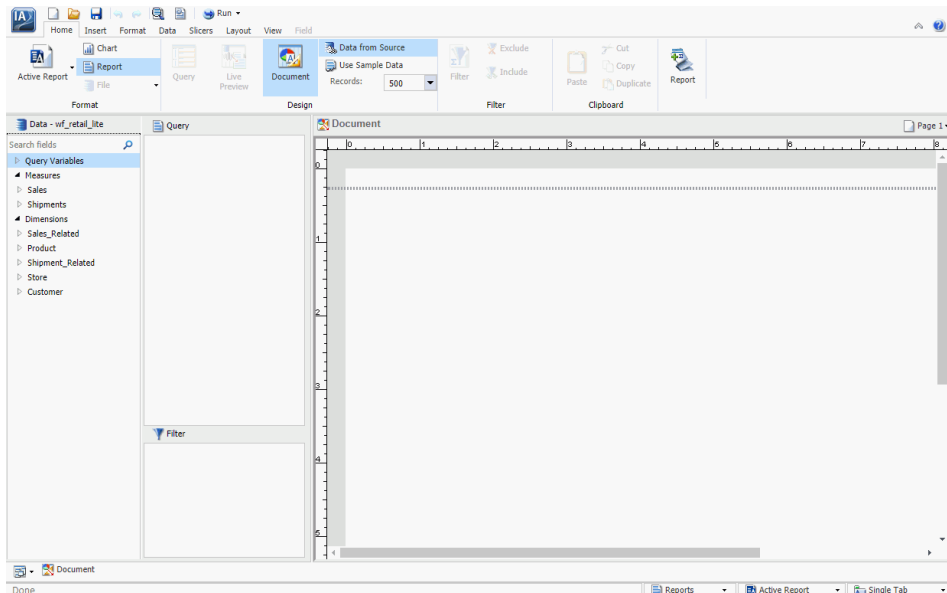 IA
Run
Home Insert Format Data Slicers Layout View Field
Active Report
Chart
Report
File
Format
Query
Live Preview
Document
Data from Source
Use Sample Data
Records: 500
Design
Filter
Exclude
Include
Filter
Paste
Cut
Copy
Duplicate
Clipboard
Report
Data - wf_retail_lite
Search fields
Query Variables
Measures
Sales
Shipments
Dimensions
Sales_Related
Product
Shipment_Related
Store
Customer
Query
Filter
Document
Page 1
0 1 2 3 4 5 6 7 8
0
1
2
3
4
5
Document
Done
Reports
Active Report
Single Tab